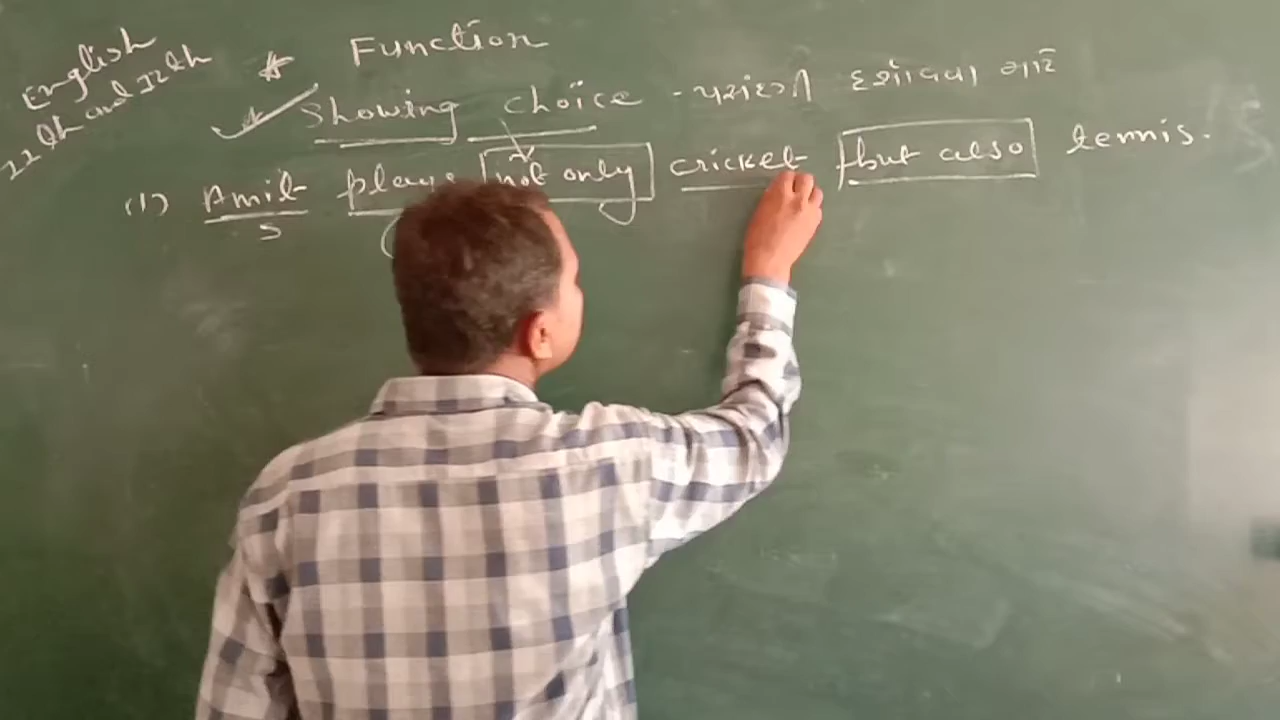 English
11th and 12th
* Function
* Showing choice - પસંદગી દર્શાવવા માટે
(1) Amit plays not only cricket but also tennis.
S